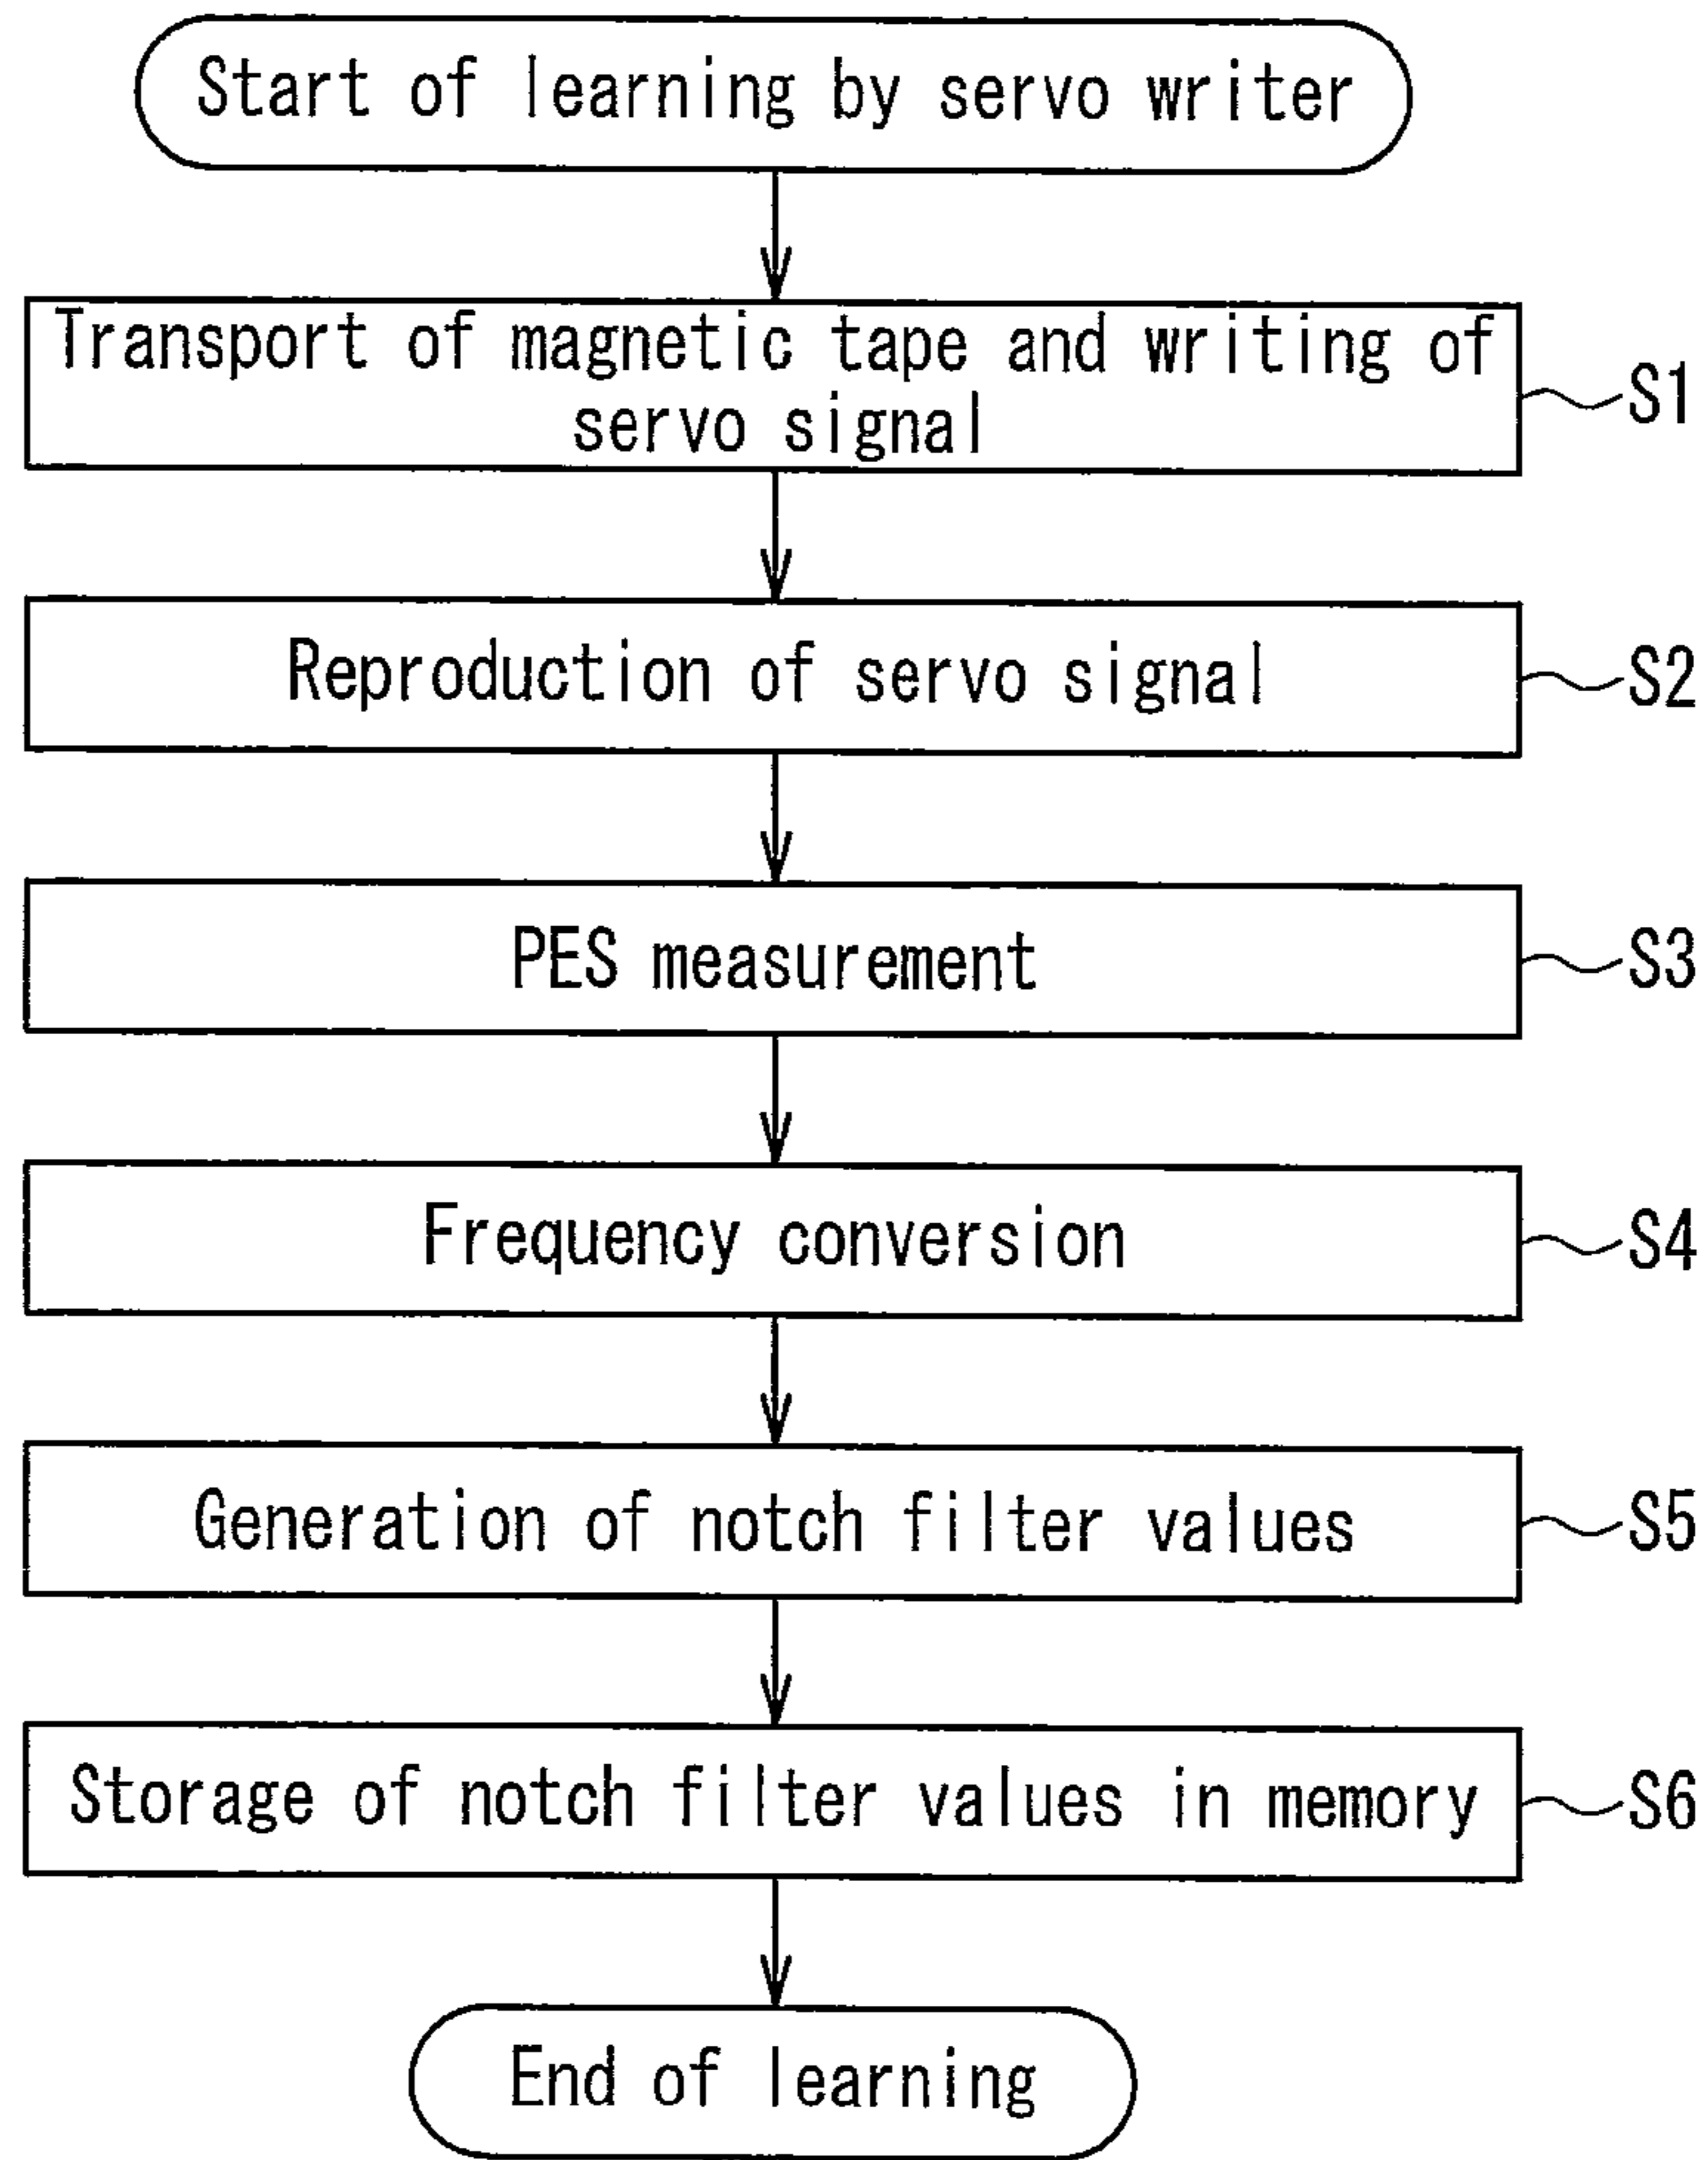 Start of learning by servo writer
Transport of magnetic tape and writing of
servo signal
S1
Reproduction of servo signal
S2
PES measurement
S3
Frequency conversion
S4
Generation of notch filter values
S5
Storage of notch filter values in memory
S6
End of learning